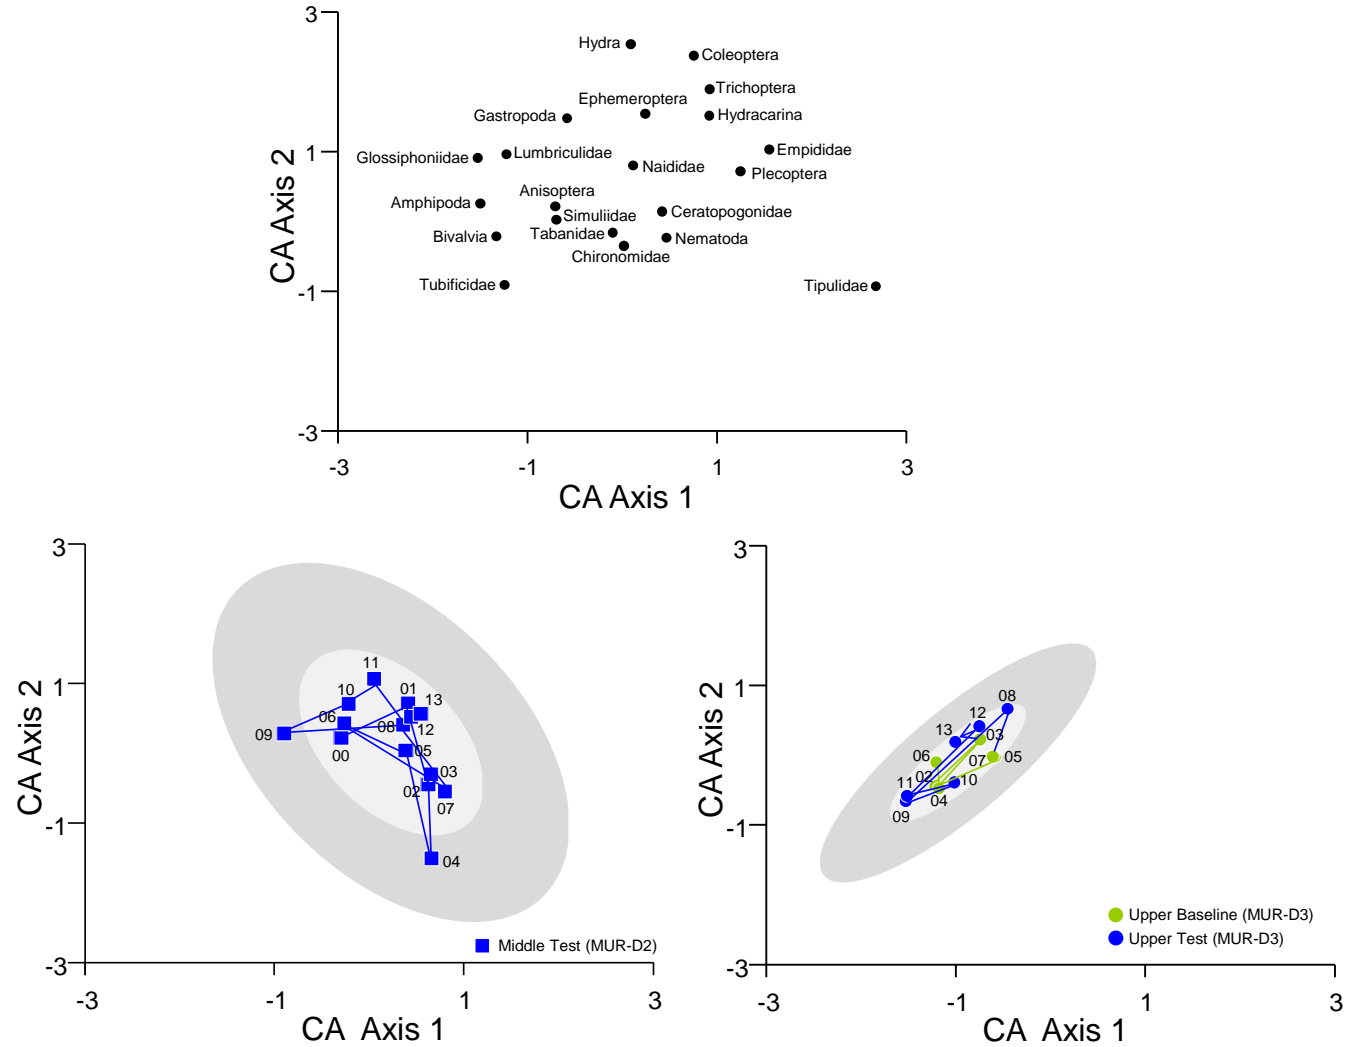 3
Hydra
Coleoptera
Trichoptera
Ephemeroptera
Gastropoda
Hydracarina
1
Glossiphoniidae
Lumbriculidae
Empididae
Naididae
Plecoptera
Anisoptera
Amphipoda
Simuliidae
Ceratopogonidae
Bivalvia
Tabanidae
Nematoda
Chironomidae
Tubificidae
Tipulidae
-1
-3
CA Axis 2
-3 -1 1 3
CA Axis 1
3
1
-1
-3
CA Axis 2
11
10
01
13
06
08
12
09
00
05
03
02
07
04
Middle Test (MUR-D2)
-3 -1 1 3
CA Axis 1
3
1
-1
-3
CA Axis 2
08
12
13
03
06
07
05
02
10
11
04
09
Upper Baseline (MUR-D3)
Upper Test (MUR-D3)
-3 -1 1 3
CA Axis 1